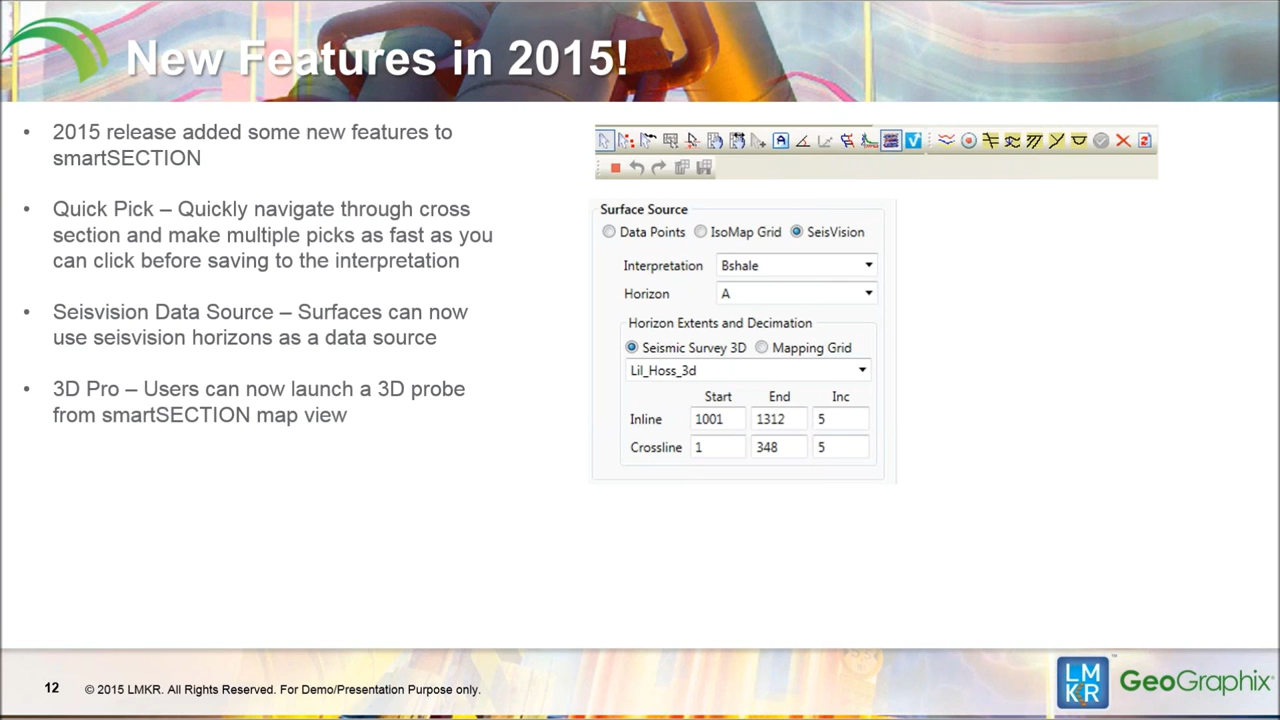 New Features in 2015!
• 2015 release added some new features to
smartSECTION
• Quick Pick – Quickly navigate through cross
section and make multiple picks as fast as you
can click before saving to the interpretation
• Seisvision Data Source – Surfaces can now
use seisvision horizons as a data source
• 3D Pro – Users can now launch a 3D probe
from smartSECTION map view
A
Surface Source
Data Points IsoMap Grid SeisVision
Interpretation Bshale
Horizon A
Horizon Extents and Decimation
Seismic Survey 3D Mapping Grid
Lil_Hoss_3d
Start End Inc
Inline 1001 1312 5
Crossline 1 348 5
12 © 2015 LMKR. All Rights Reserved. For Demo/Presentation Purpose only.
LM
KR
™
GeoGraphix®